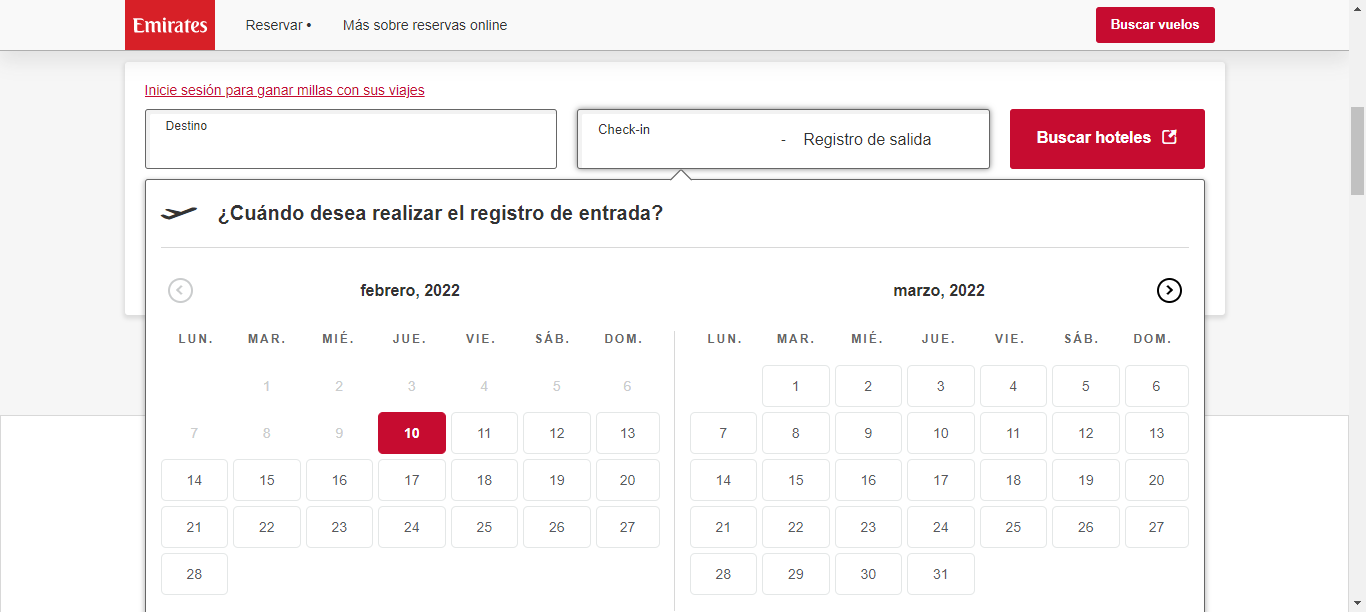 Emirates Reservar • Más sobre reservas online Buscar vuelos
Inicie sesión para ganar millas con sus viajes
Destino
Check-in
- Registro de salida
Buscar hoteles
¿Cuándo desea realizar el registro de entrada?
febrero, 2022
LUN. MAR. MIÉ. JUE. VIE. SÁB. DOM.
1 2 3 4 5 6
7 8 9 10 11 12 13
14 15 16 17 18 19 20
21 22 23 24 25 26 27
28
marzo, 2022
LUN. MAR. MIÉ. JUE. VIE. SÁB. DOM.
1 2 3 4 5 6
7 8 9 10 11 12 13
14 15 16 17 18 19 20
21 22 23 24 25 26 27
28 29 30 31